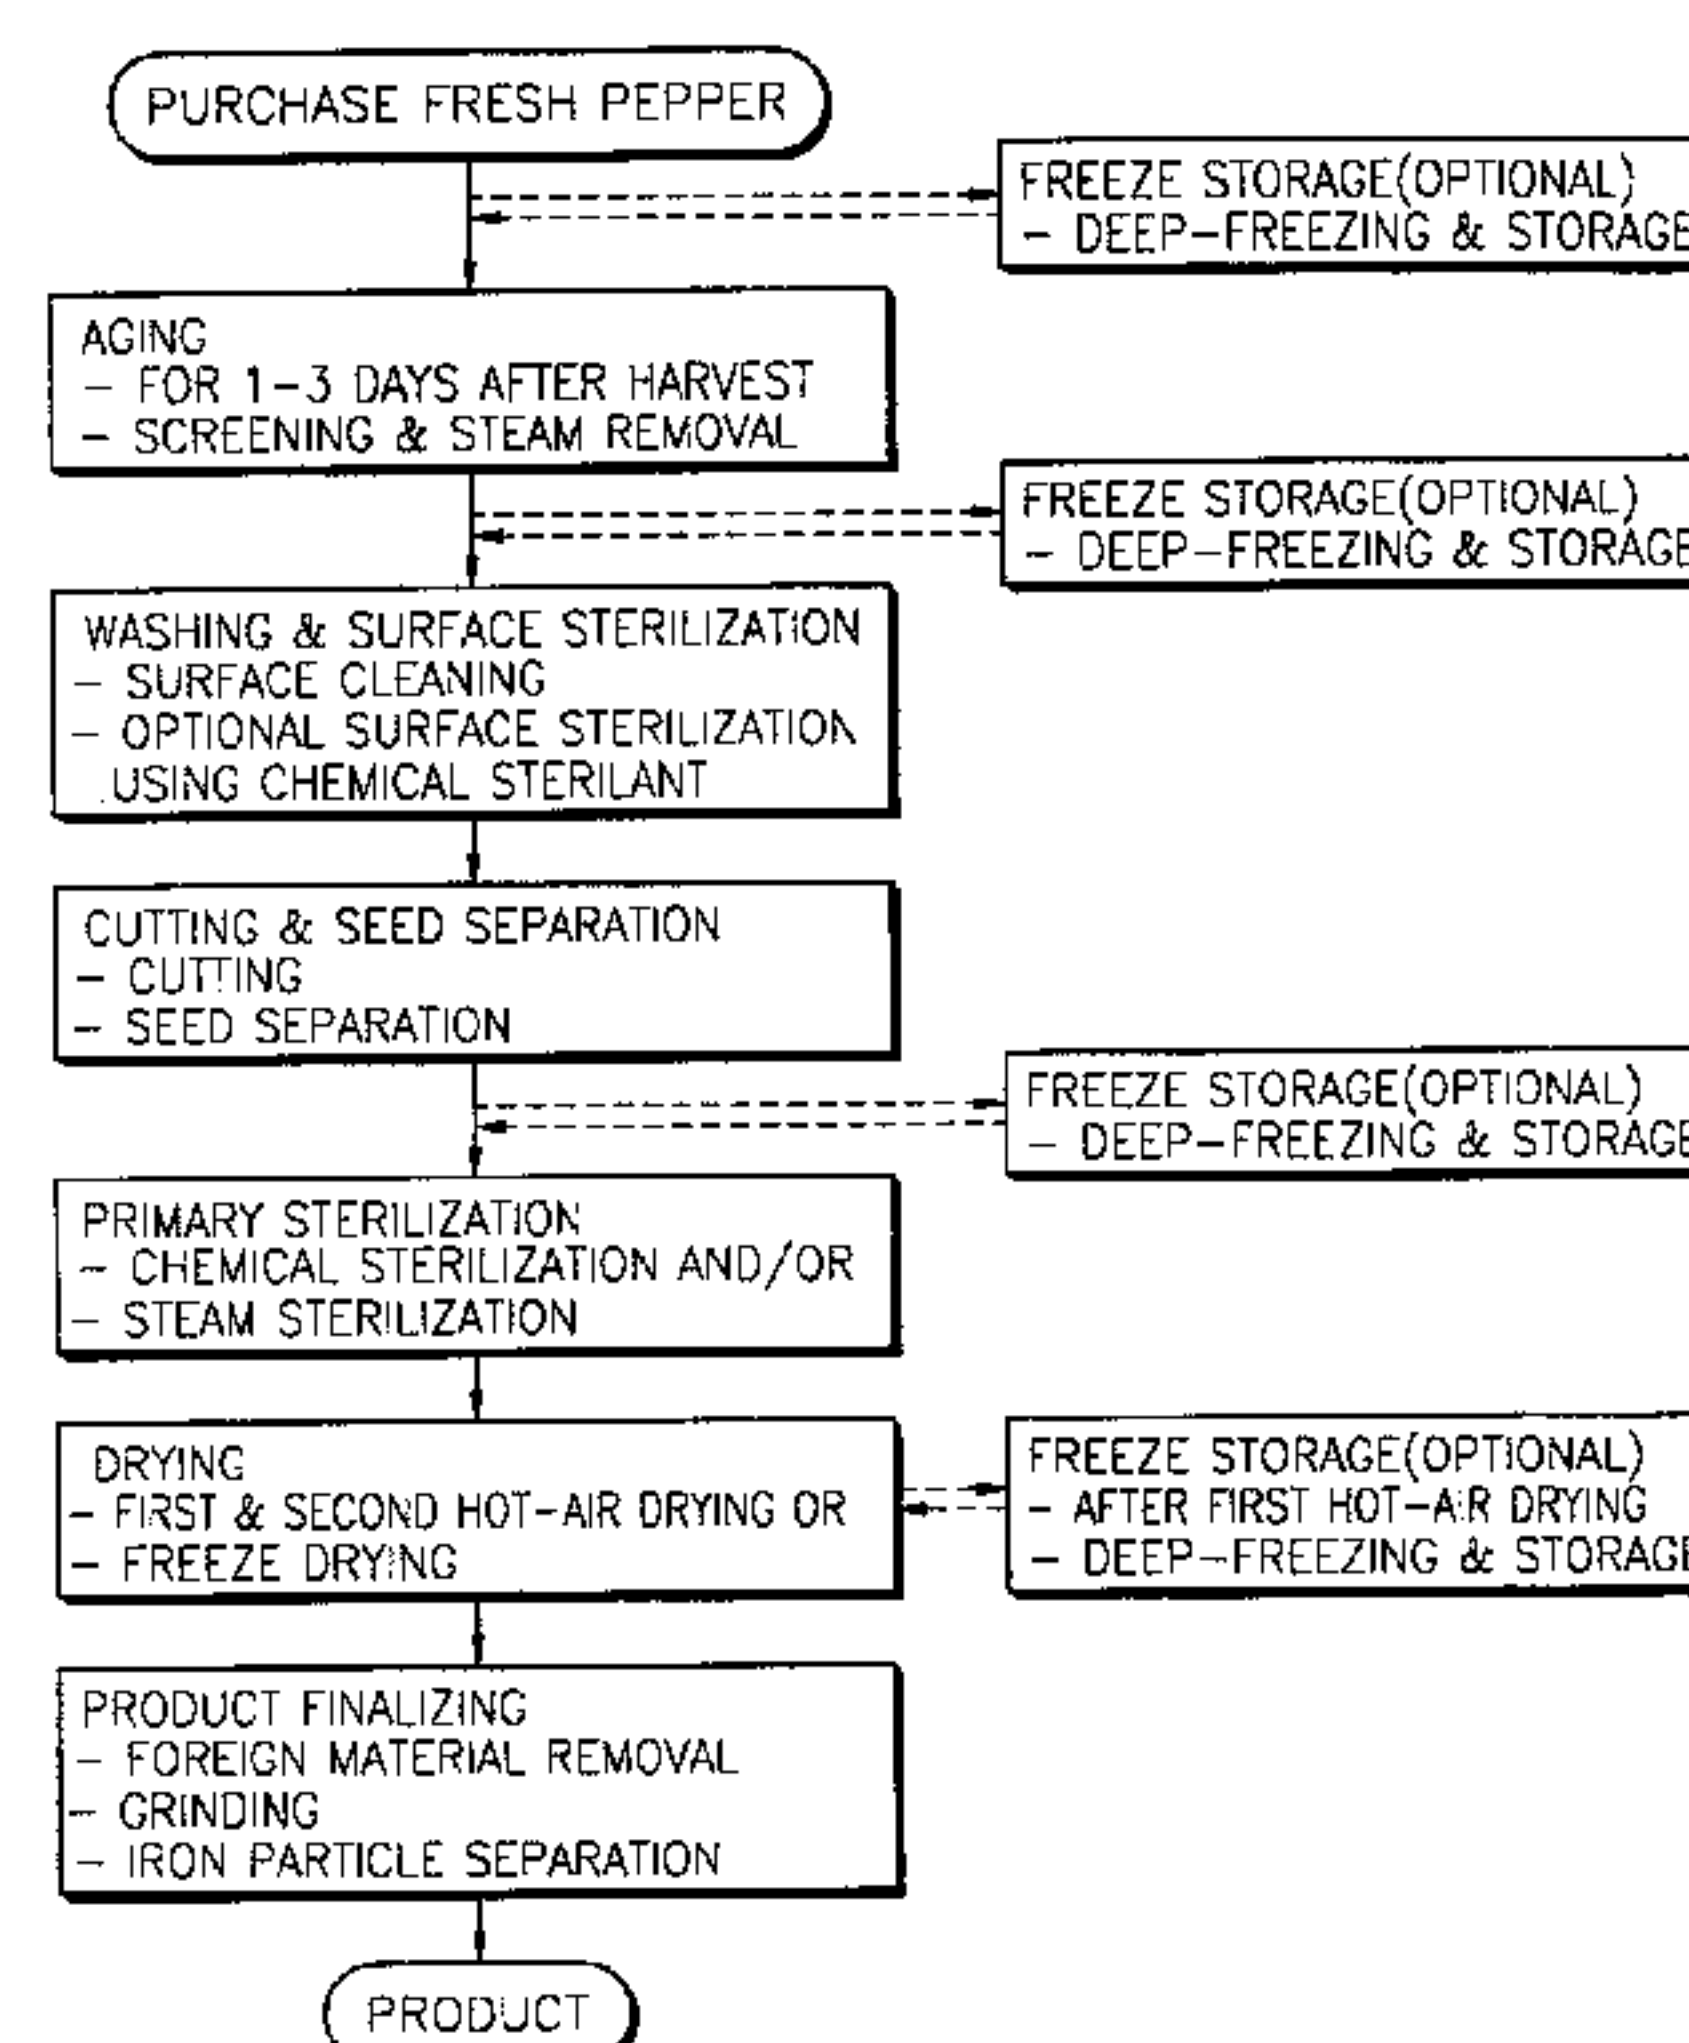 PURCHASE FRESH PEPPER
FREEZE STORAGE(OPTIONAL)
- DEEP-FREEZING & STORAGE
AGING
- FOR 1-3 DAYS AFTER HARVEST
- SCREENING & STEAM REMOVAL
FREEZE STORAGE(OPTIONAL)
- DEEP-FREEZING & STORAGE
WASHING & SURFACE STERILIZATION
- SURFACE CLEANING
- OPTIONAL SURFACE STERILIZATION
USING CHEMICAL STERILANT
CUTTING & SEED SEPARATION
- CUTTING
- SEED SEPARATION
FREEZE STORAGE(OPTIONAL)
- DEEP-FREEZING & STORAGE
PRIMARY STERILIZATION
- CHEMICAL STERILIZATION AND/OR
- STEAM STERILIZATION
DRYING
- FIRST & SECOND HOT-AIR DRYING OR
- FREEZE DRYING
FREEZE STORAGE(OPTIONAL)
- AFTER FIRST HOT-AIR DRYING
- DEEP-FREEZING & STORAGE
PRODUCT FINALIZING
- FOREIGN MATERIAL REMOVAL
- GRINDING
- IRON PARTICLE SEPARATION
PRODUCT